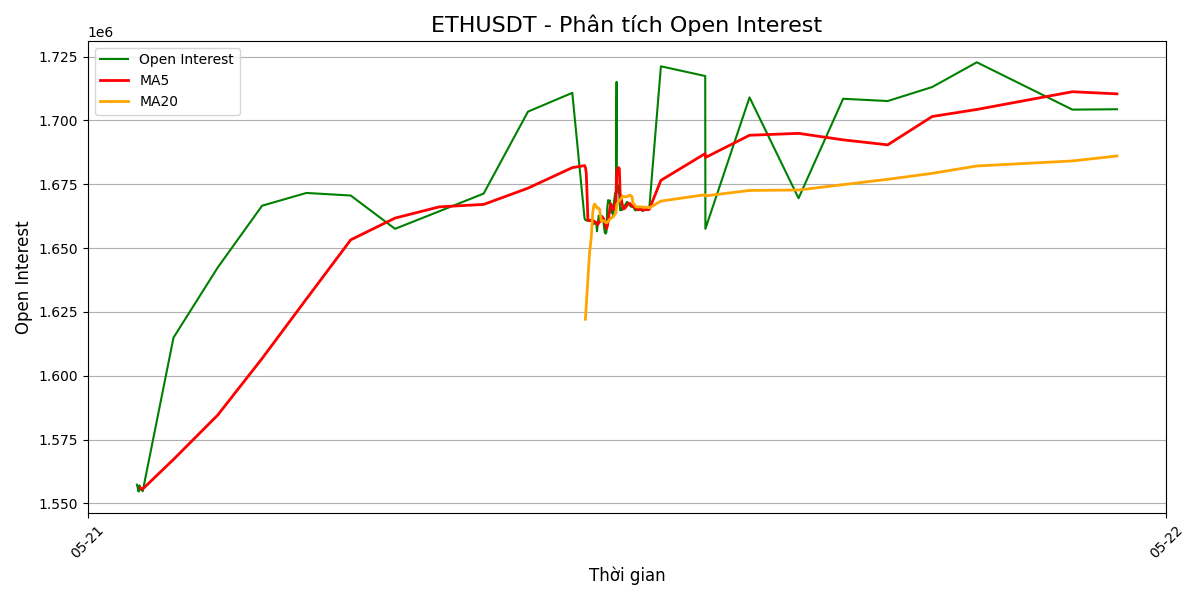 ETHUSDT - Phân tích Open Interest
1e6
Open Interest
MA5
MA20
1.725
1.700
1.675
1.650
1.625
1.600
1.575
1.550
Open Interest
05-21
05-22
Thời gian